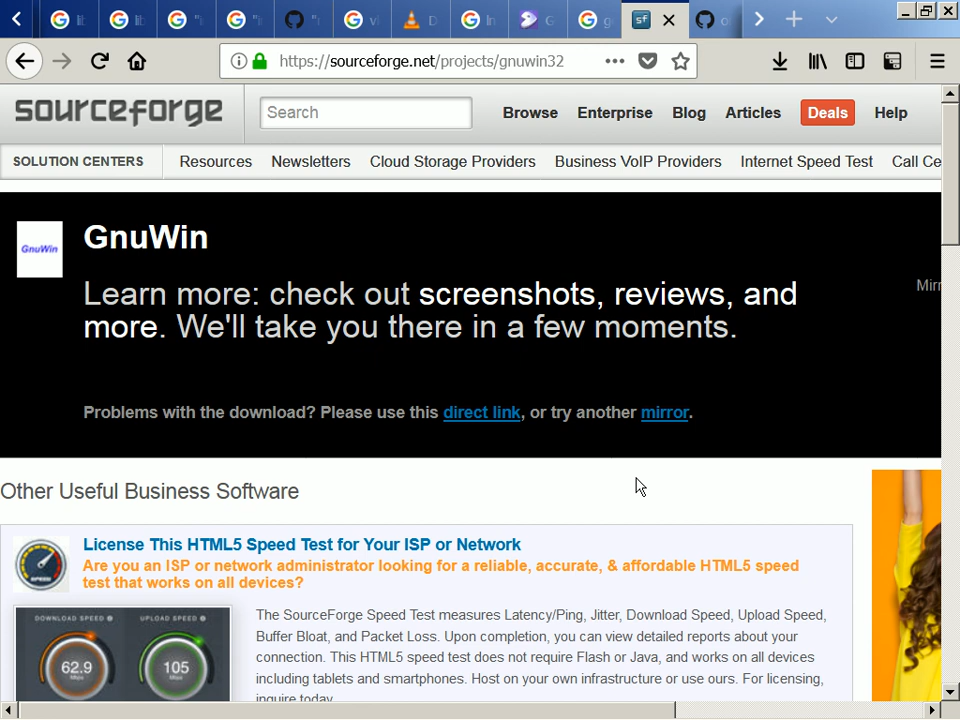 lib
lib
"i
"ji
"r
vl
D
In
G
g
sf
o
https://sourceforge.net/projects/gnuwin32
sourceforge
Search
Browse
Enterprise
Blog
Articles
Deals
Help
SOLUTION CENTERS
Resources
Newsletters
Cloud Storage Providers
Business VoIP Providers
Internet Speed Test
Call Ce
GnuWin
GnuWin
Learn more: check out screenshots, reviews, and
more. We'll take you there in a few moments.
Mirr
Problems with the download? Please use this direct link, or try another mirror.
Other Useful Business Software
License This HTML5 Speed Test for Your ISP or Network
Are you an ISP or network administrator looking for a reliable, accurate, & affordable HTML5 speed
test that works on all devices?
SPEED
DOWNLOAD SPEED
UPLOAD SPEED
62.9
Mbps
105
Mbps
The SourceForge Speed Test measures Latency/Ping, Jitter, Download Speed, Upload Speed,
Buffer Bloat, and Packet Loss. Upon completion, you can view detailed reports about your
connection. This HTML5 speed test does not require Flash or Java, and works on all devices
including tablets and smartphones. Host on your own infrastructure or use ours. For licensing,
inquire today.